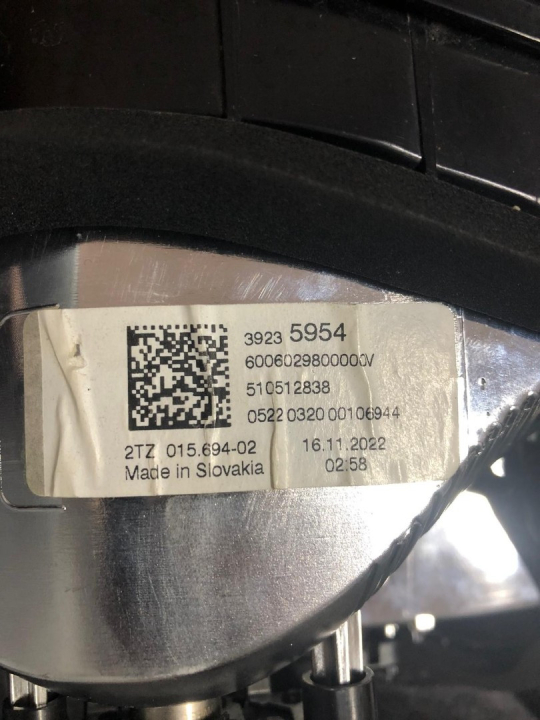 3923 5954
6006029800000V
510512838
0522 0320 00106944
2TZ 015.694-02 16.11.2022
Made in Slovakia 02:58